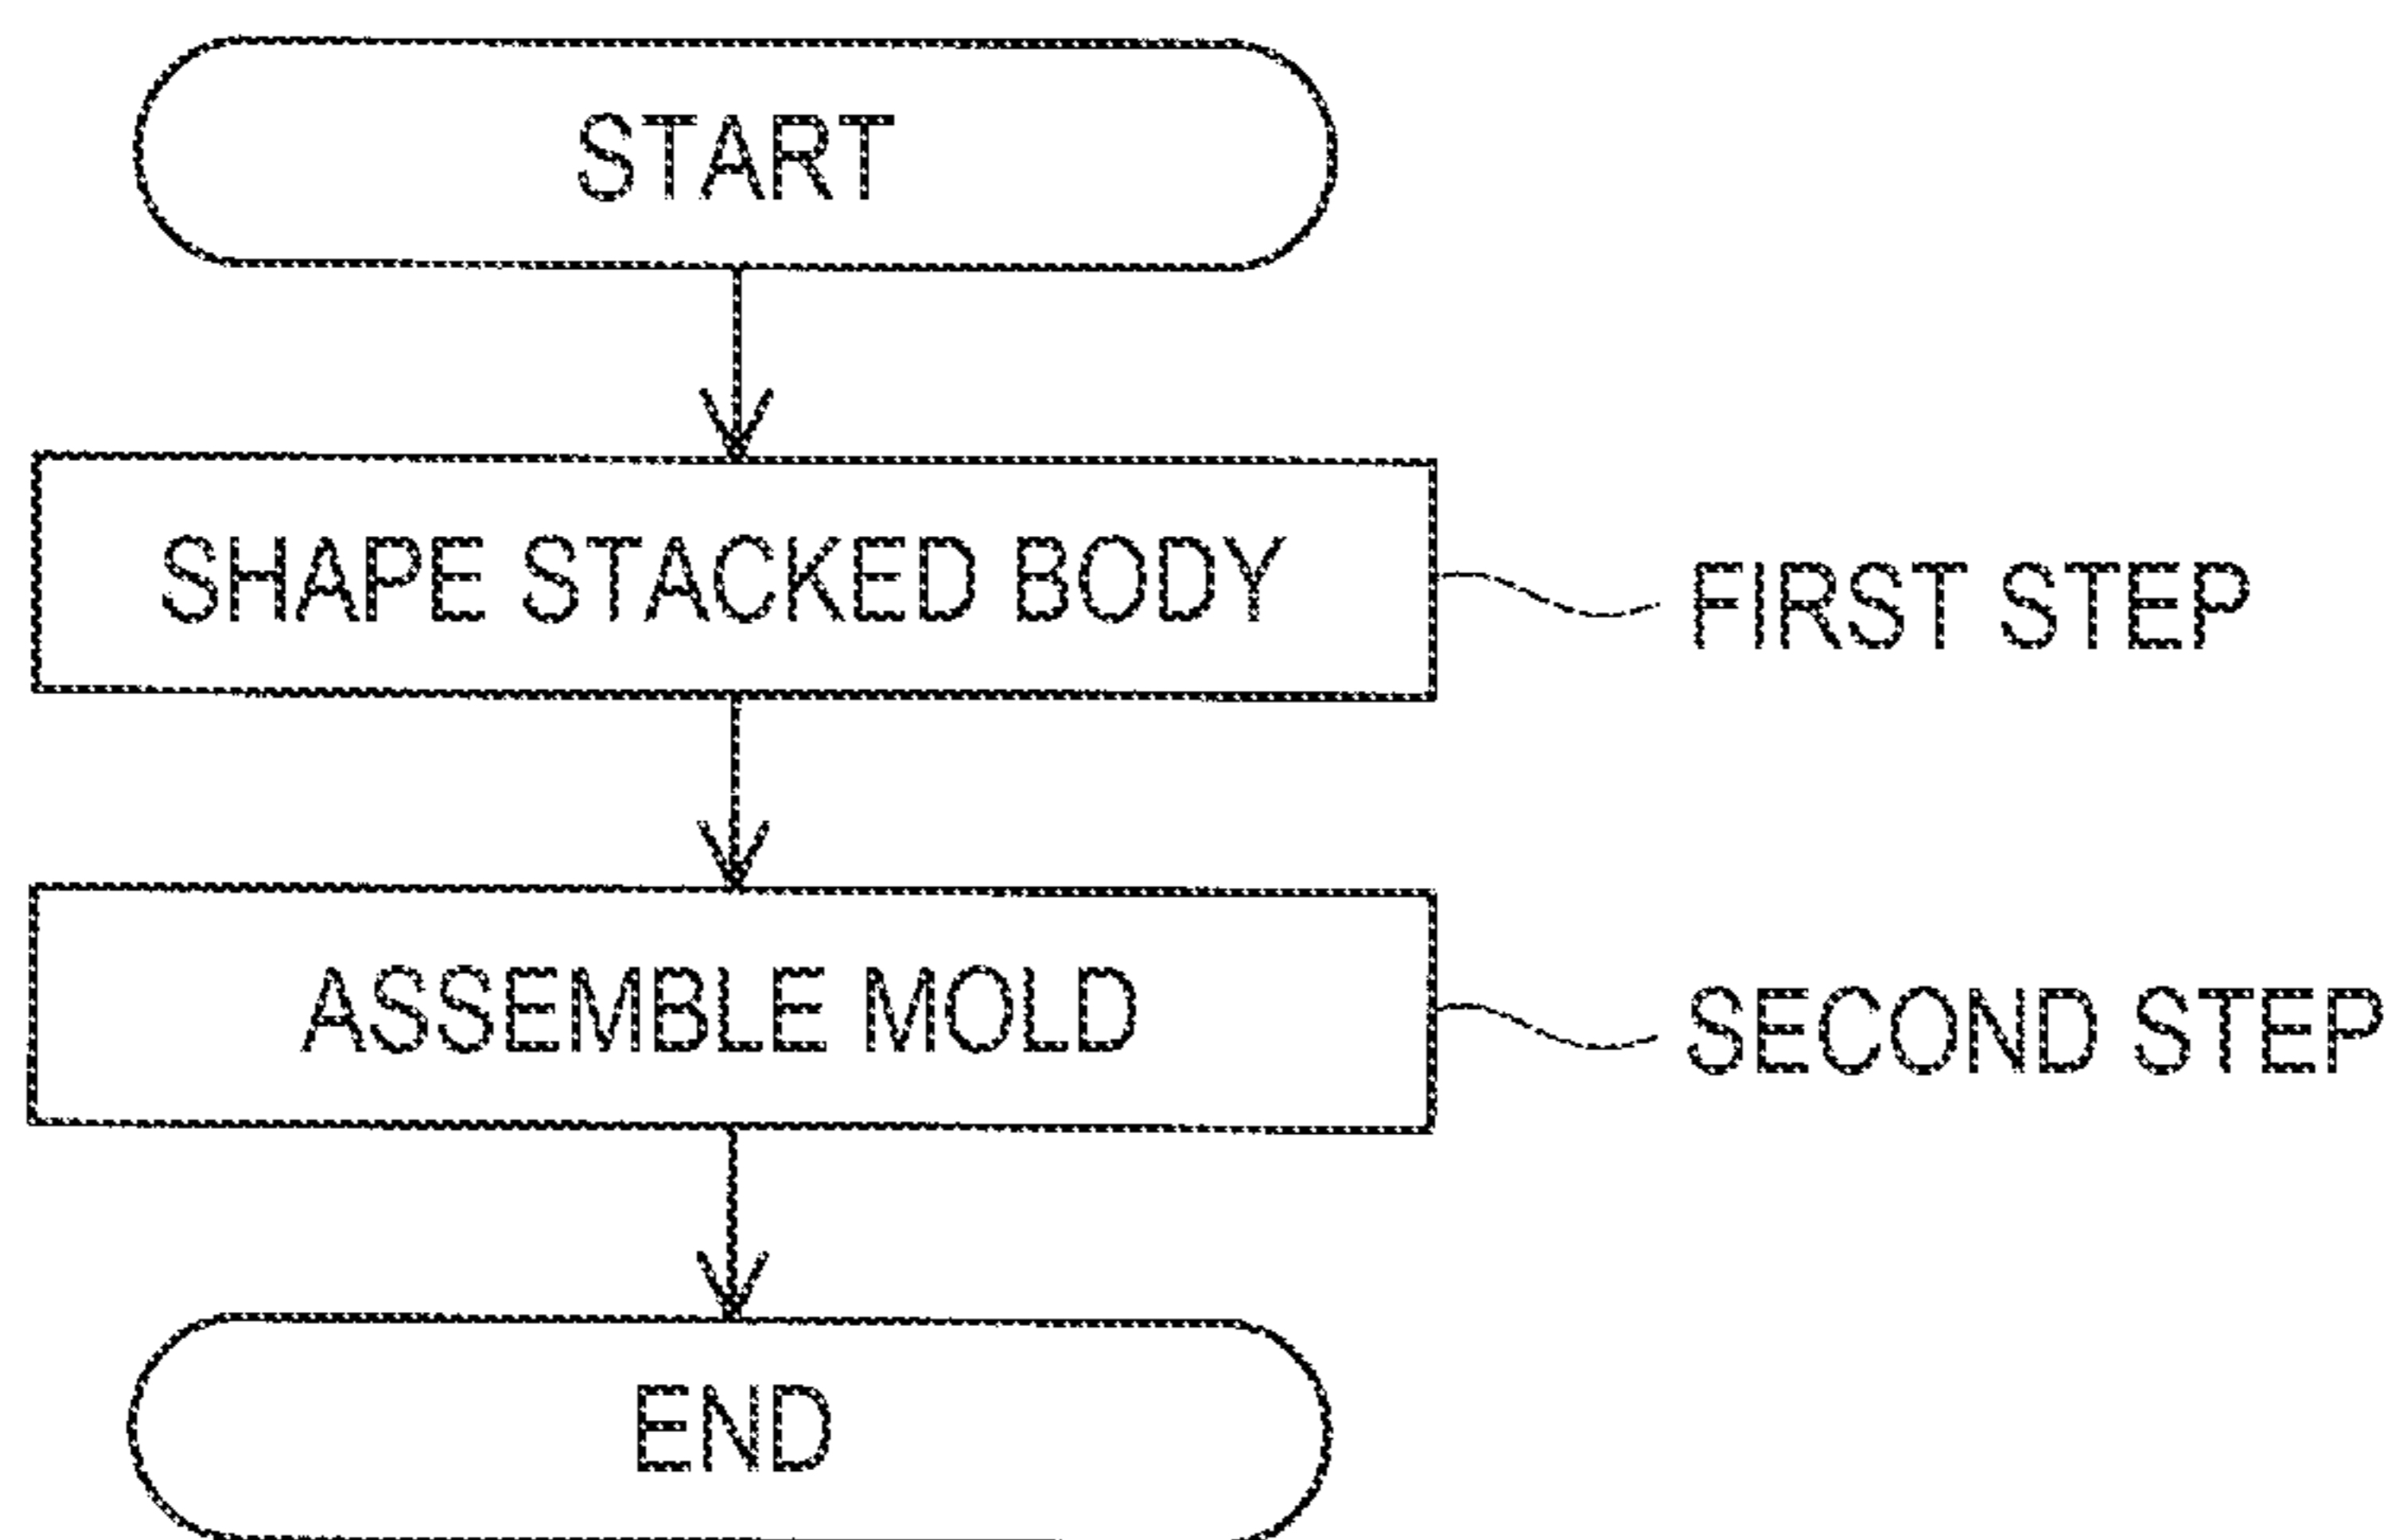 START
SHAPE STACKED BODY
FIRST STEP
ASSEMBLE MOLD
SECOND STEP
END